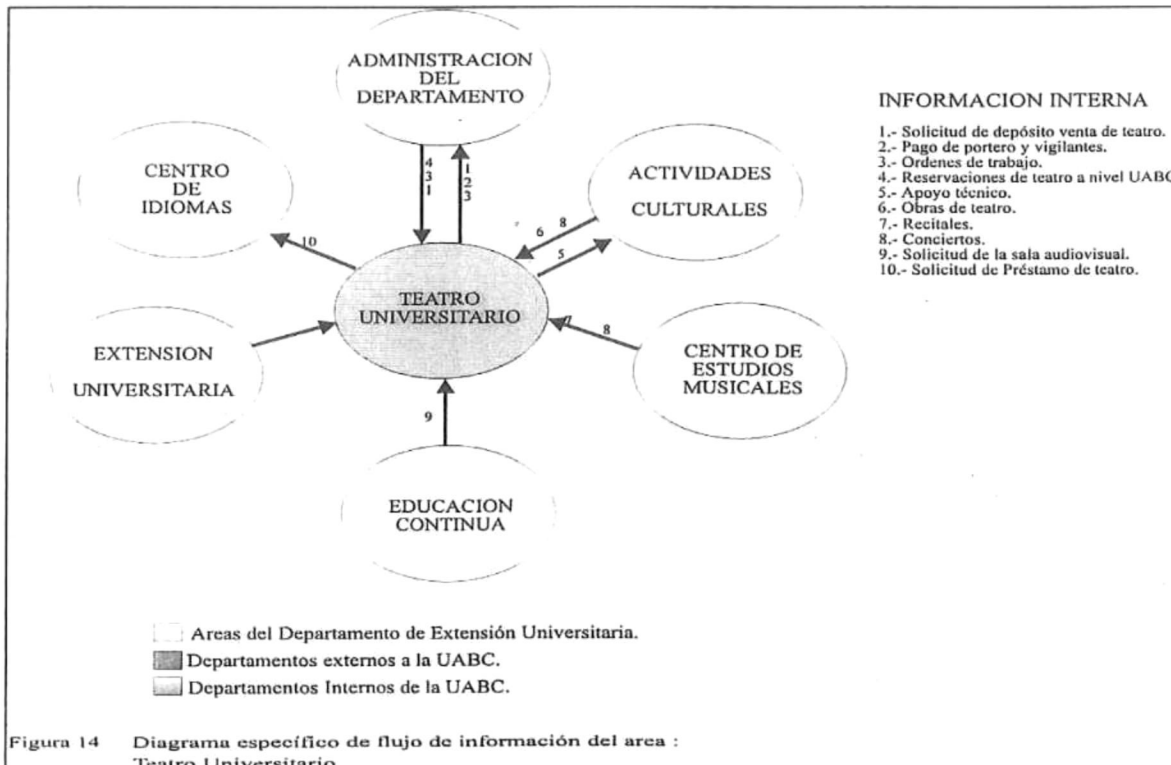 ADMINISTRACION
DEL
DEPARTAMENTO
INFORMACION INTERNA
1.- Solicitud de depósito venta de teatro.
2.- Pago de portero y vigilantes.
3.- Ordenes de trabajo.
4.- Reservaciones de teatro a nivel UABC
5.- Apoyo técnico.
6.- Obras de teatro.
7.- Recitales.
8.- Conciertos.
9.- Solicitud de la sala audiovisual.
10.- Solicitud de Préstamo de teatro.
CENTRO
DE
IDIOMAS
4
3
1
1
2
3
ACTIVIDADES
CULTURALES
8
6
10
5
TEATRO
UNIVERSITARIO
7
8
EXTENSION
UNIVERSITARIA
CENTRO DE
ESTUDIOS
MUSICALES
9
EDUCACION
CONTINUA
Areas del Departamento de Extensión Universitaria.
Departamentos externos a la UABC.
Departamentos Internos de la UABC.
Figura 14 Diagrama específico de flujo de información del area :
Teatro Universitario